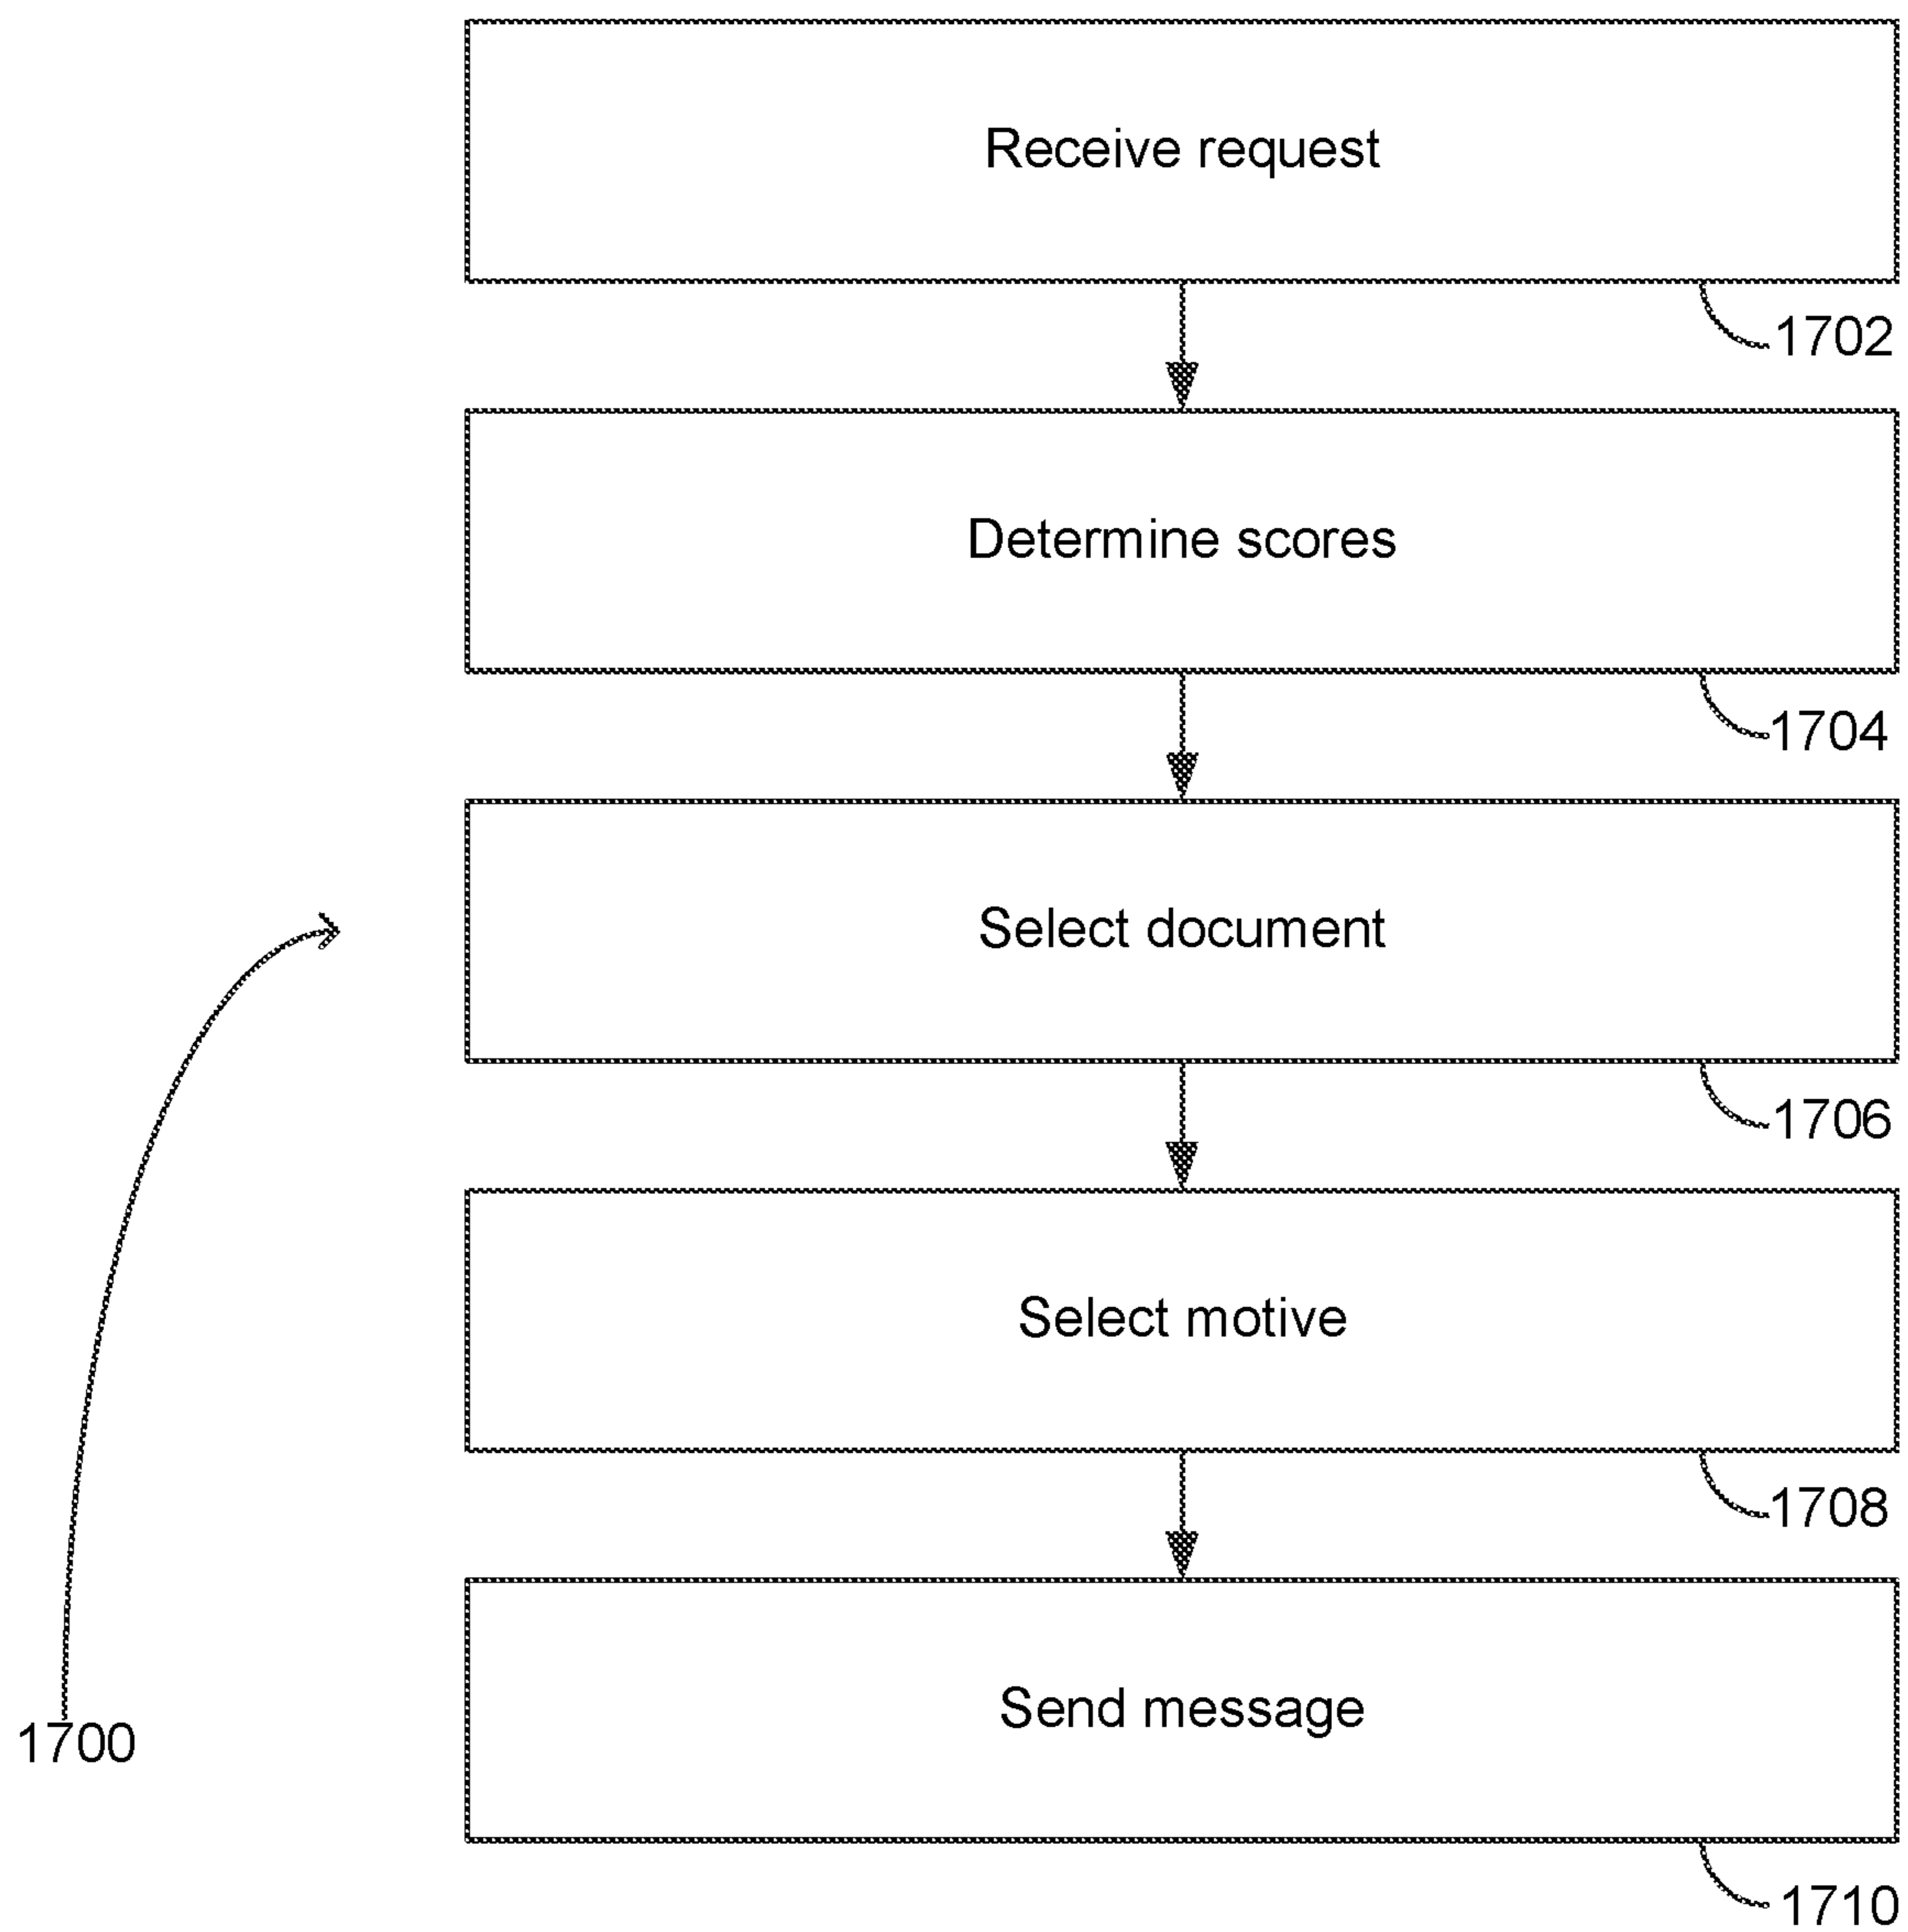 Receive request
1702
Determine scores
1704
Select document
1706
Select motive
1708
Send message
1700
1710